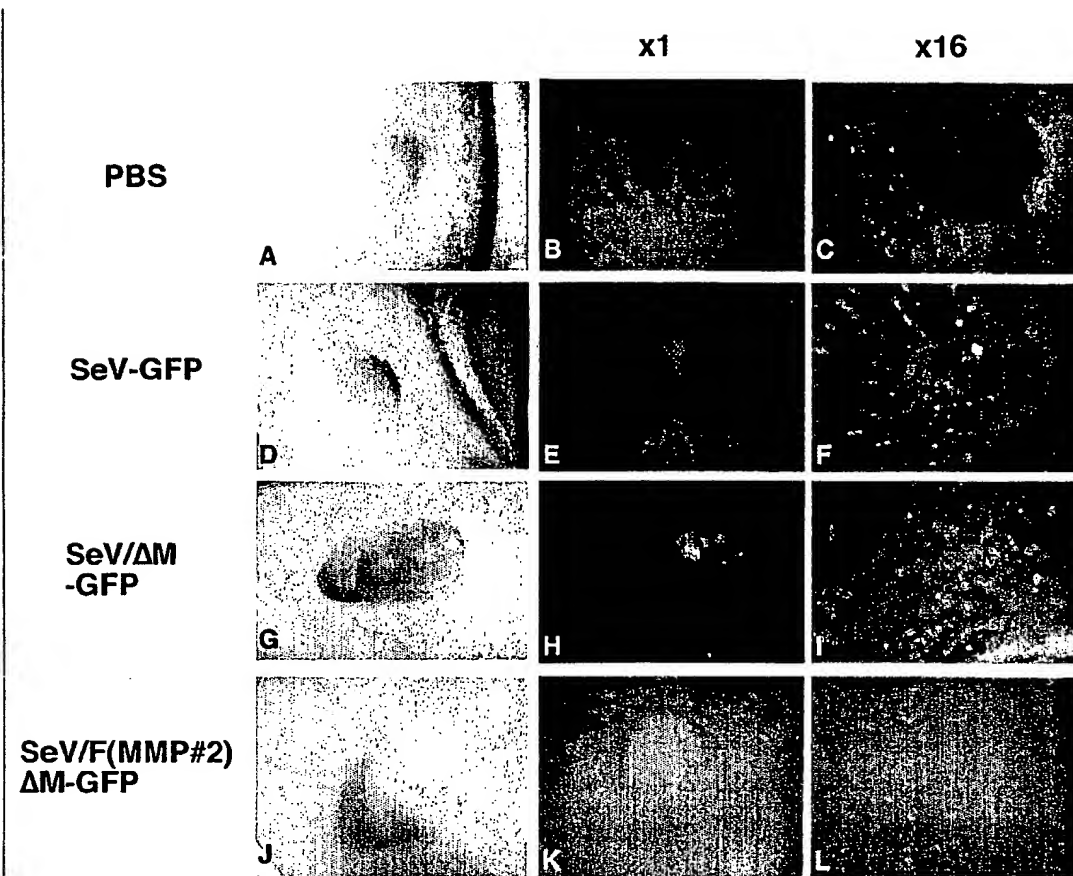 x1 x16
PBS
A B C
SeV-GFP
D E F
SeV/ΔM
-GFP
G H I
SeV/F(MMP#2)
ΔM-GFP
J K L